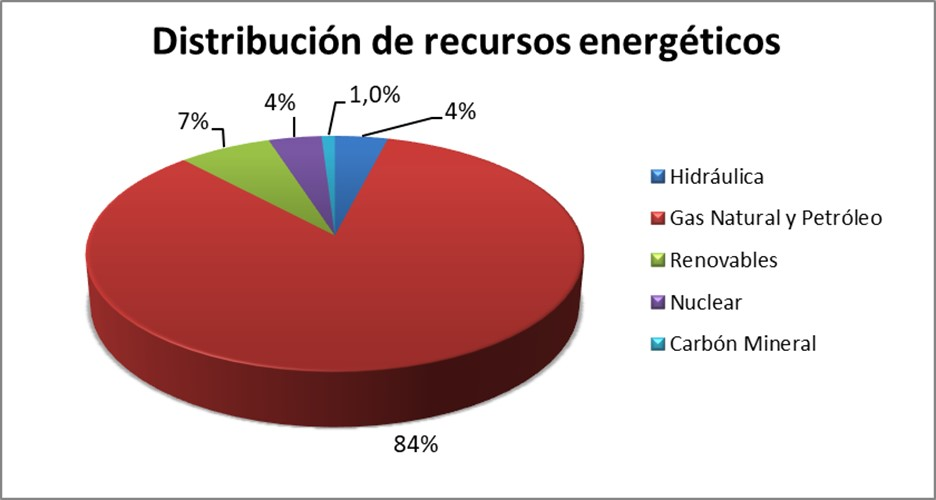 Distribución de recursos energéticos
7%
4%
1,0%
4%
84%
Hidráulica
Gas Natural y Petróleo
Renovables
Nuclear
Carbón Mineral